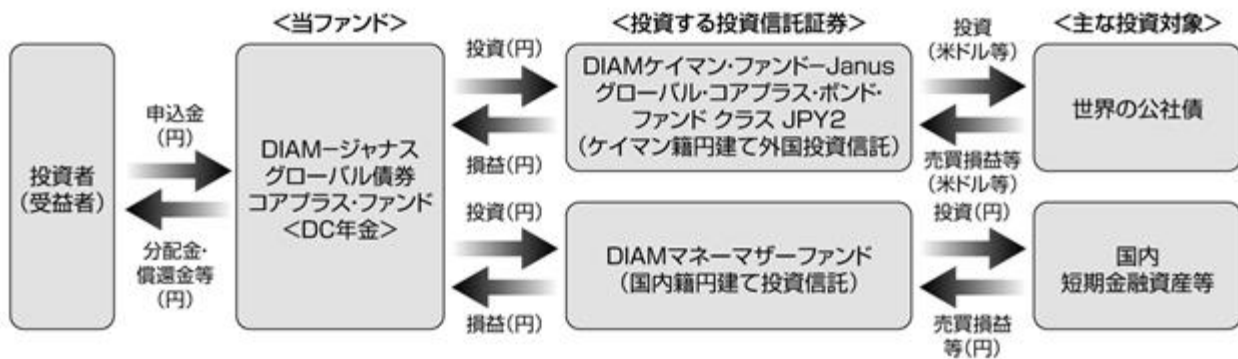 <当ファンド>
<投資する投資信託証券>
<主な投資対象>
投資者
(受益者)
申込金
(円)
分配金・
償還金等
(円)
DIAMージャナス
グローバル債券
コアプラス・ファンド
<DC年金>
投資(円)
損益(円)
DIAMケイマン・ファンドーJanus
グローバル・コアプラス・ボンド・
ファンド クラス JPY2
(ケイマン籍円建て外国投資信託)
投資
(米ドル等)
売買損益等
(米ドル等)
世界の公社債
投資(円)
損益(円)
DIAMマネーマザーファンド
(国内籍円建て投資信託)
投資(円)
売買損益
等(円)
国内
短期金融資産等